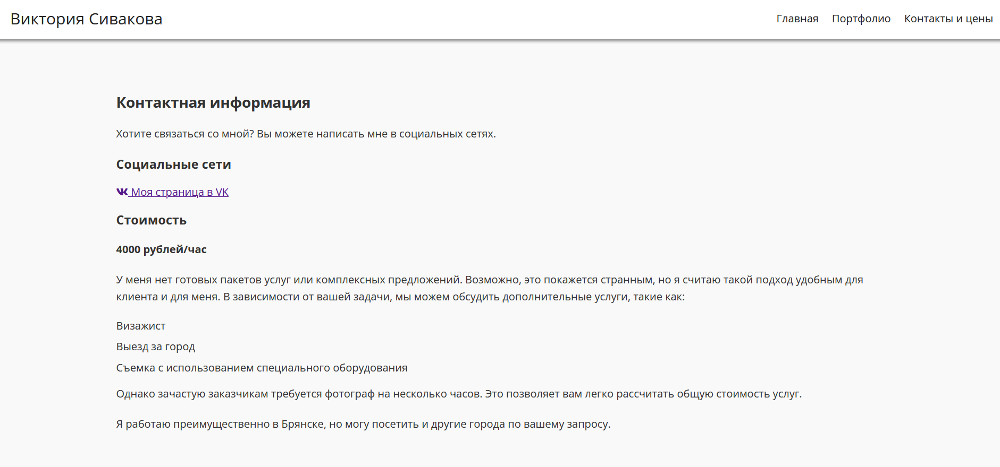 Виктория Сивакова
Главная Портфолио Контакты и цены
Контактная информация
Хотите связаться со мной? Вы можете написать мне в социальных сетях.
Социальные сети
Моя страница в VK
Стоимость
4000 рублей/час
У меня нет готовых пакетов услуг или комплексных предложений. Возможно, это покажется странным, но я считаю такой подход удобным для
клиента и для меня. В зависимости от вашей задачи, мы можем обсудить дополнительные услуги, такие как:
Визажист
Выезд за город
Съемка с использованием специального оборудования
Однако зачастую заказчикам требуется фотограф на несколько часов. Это позволяет вам легко рассчитать общую стоимость услуг.
Я работаю преимущественно в Брянске, но могу посетить и другие города по вашему запросу.